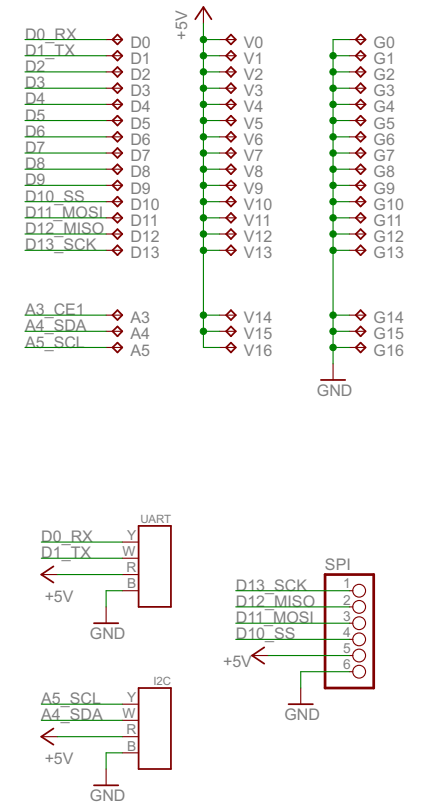 +5V
D0_RX D0 V0 G0
D1_TX D1 V1 G1
D2 D2 V2 G2
D3 D3 V3 G3
D4 D4 V4 G4
D5 D5 V5 G5
D6 D6 V6 G6
D7 D7 V7 G7
D8 D8 V8 G8
D9 D9 V9 G9
D10_SS D10 V10 G10
D11_MOSI D11 V11 G11
D12_MISO D12 V12 G12
D13_SCK D13 V13 G13
A3_CE1 A3 V14 G14
A4_SDA A4 V15 G15
A5_SCL A5 V16 G16
GND
UART
D0_RX Y
D1_TX W
R
B
+5V
GND
SPI
D13_SCK 1
D12_MISO 2
D11_MOSI 3
D10_SS 4
+5V 5
6
GND
I2C
A5_SCL Y
A4_SDA W
R
B
+5V
GND